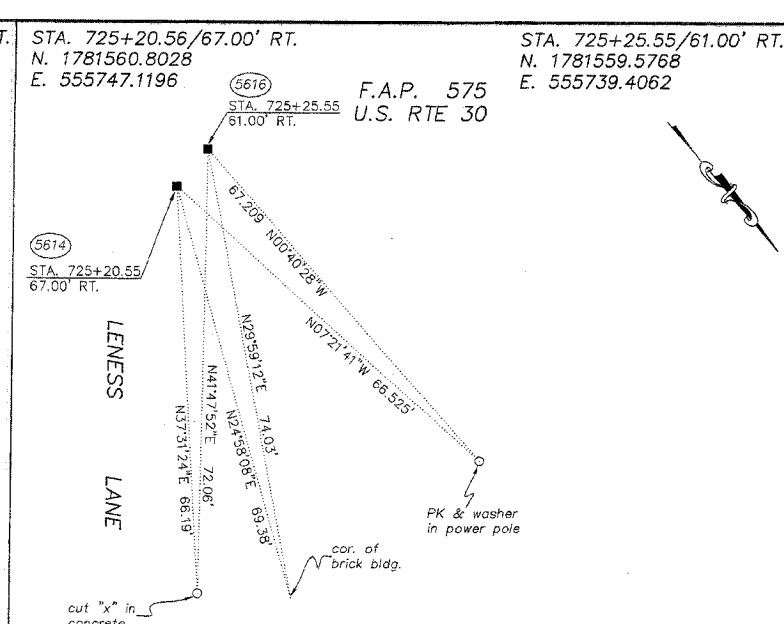 T.
STA. 725+20.56/67.00' RT.
N. 1781560.8028
E. 555747.1196
STA. 725+25.55/61.00' RT.
N. 1781559.5768
E. 555739.4062
5616
STA. 725+25.55
61.00' RT.
F.A.P. 575
U.S. RTE 30
5614
STA. 725+20.55
67.00' RT.
67.209 N00°40'28"W
N07°21'41"W 66.525'
N29°59'12"E 74.03'
N41°47'52"E 72.06'
N24°58'08"E 69.38'
N37°31'24"E 66.19'
LENESS LANE
PK & washer
in power pole
cor. of
brick bldg.
cut "x" in
concrete